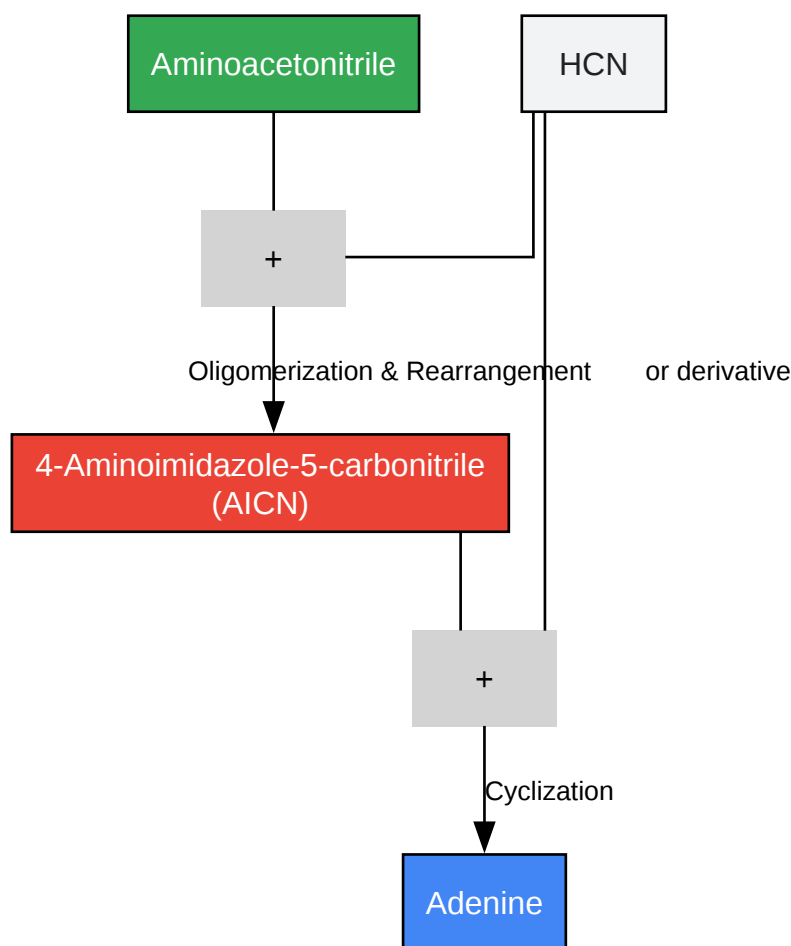 Aminoacetonitrile
HCN
+
Oligomerization & Rearrangement
or derivative
4-Aminoimidazole-5-carbonitrile
(AICN)
+
Cyclization
Adenine